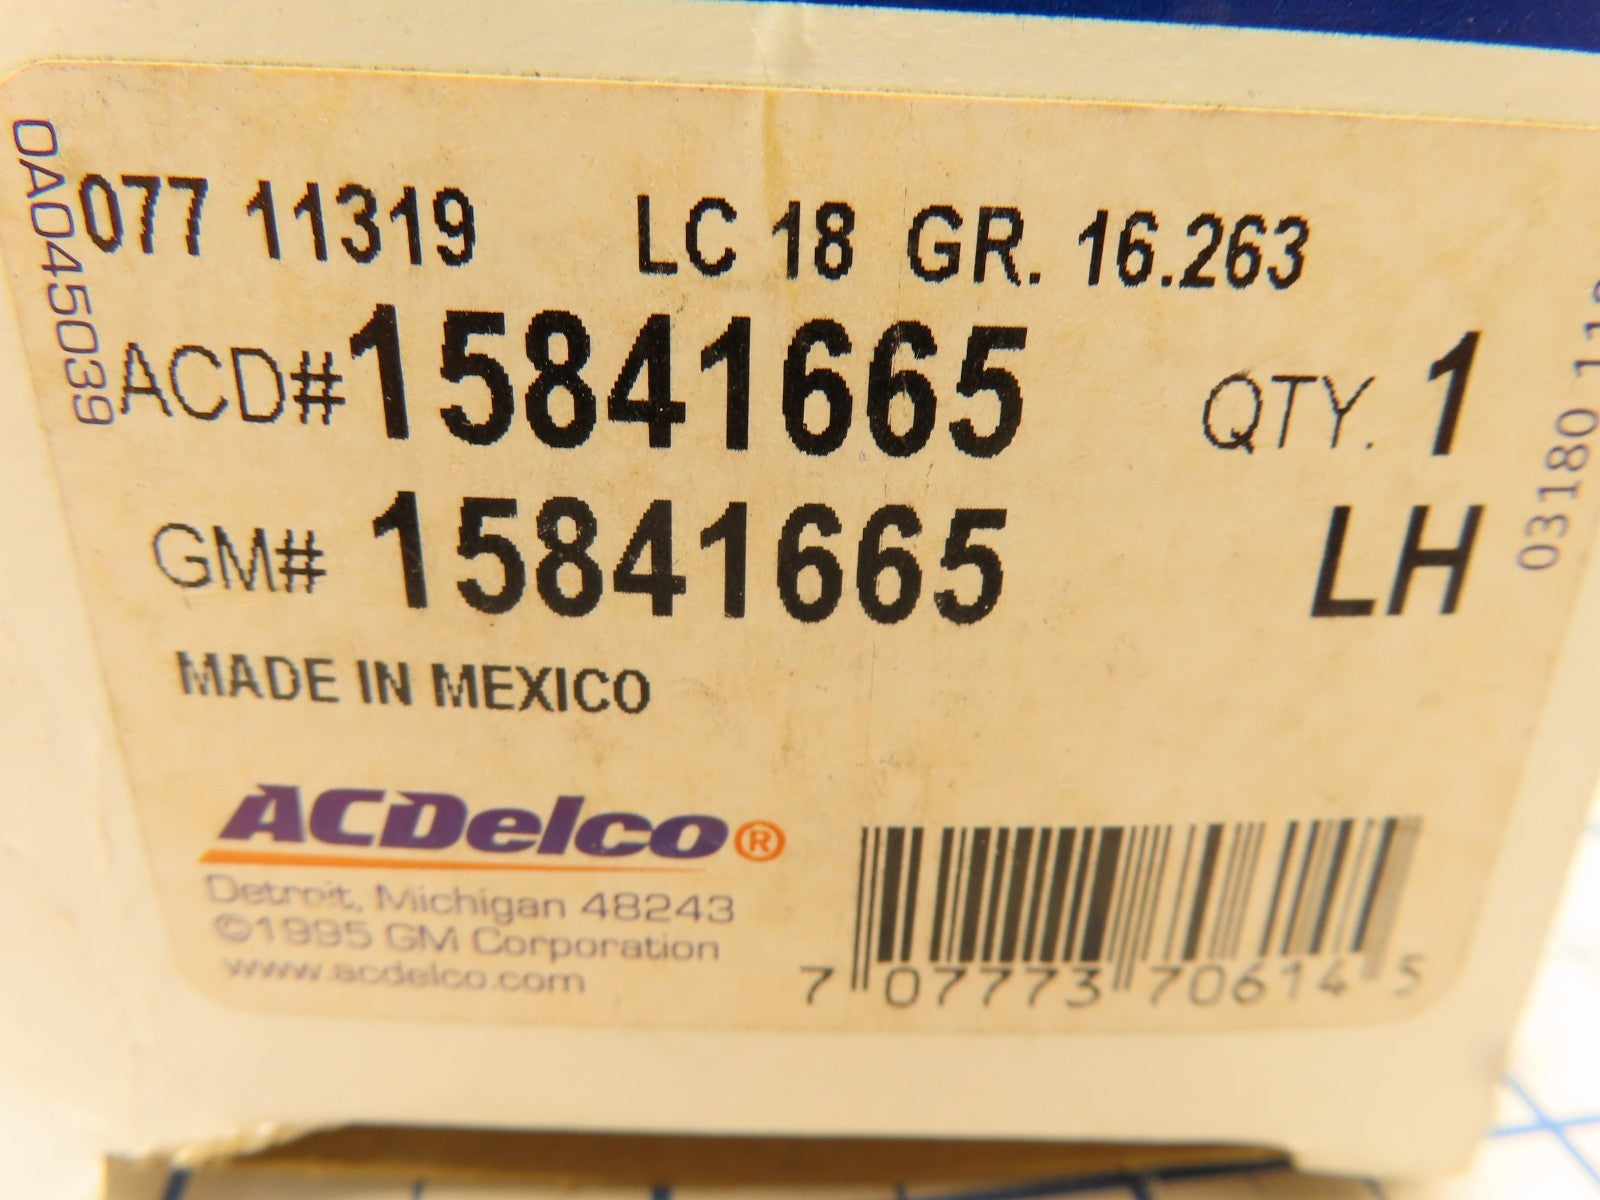 0A045039
077 11319 LC 18 GR. 16.263
ACD# 15841665 QTY. 1
GM# 15841665 LH
03180
MADE IN MEXICO
ACDelco®
Detroit, Michigan 48243
©1995 GM Corporation
www.acdelco.com
7 07773 70614 5